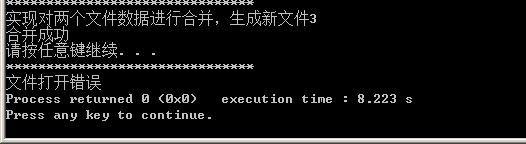 *******************************
实现对两个文件数据进行合并，生成新文件3
合并成功
请按任意键继续. . .
*******************************
文件打开错误
Process returned 0 (0x0)   execution time : 8.223 s
Press any key to continue.